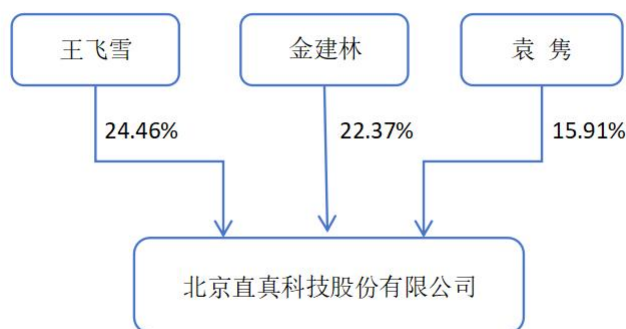 王飞雪
金建林
袁 隽
24.46%
22.37%
15.91%
北京直真科技股份有限公司